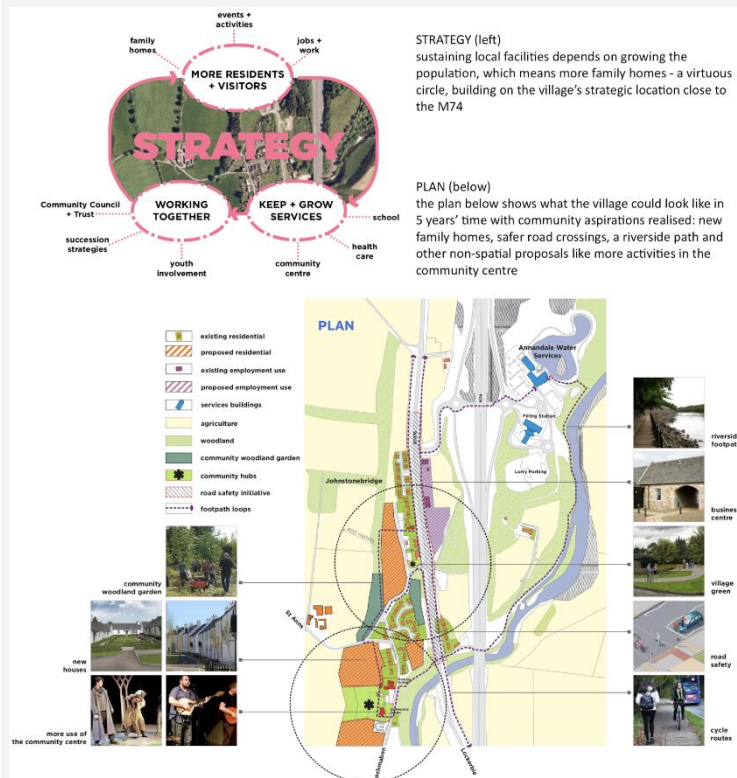 events +
activities
family
homes
jobs +
work
MORE RESIDENTS
+ VISITORS
STRATEGY
WORKING
TOGETHER
KEEP + GROW
SERVICES
Community Council
+ Trust
succession
strategies
youth
involvement
community
centre
health
care
school
STRATEGY (left)
sustaining local facilities depends on growing the
population, which means more family homes - a virtuous
circle, building on the village's strategic location close to
the M74
PLAN (below)
the plan below shows what the village could look like in
5 years' time with community aspirations realised: new
family homes, safer road crossings, a riverside path and
other non-spatial proposals like more activities in the
community centre
existing residential
proposed residential
existing employment use
proposed employment use
services buildings
agriculture
woodland
community woodland garden
community hubs
road safety initiative
footpath loops
PLAN
Annandale Water
Services
Filling Station
Lorry Parking
Johnstonebridge
400 metres
St Anns
Lockerbie
community
woodland garden
new
houses
more use of
the community centre
riverside
footpat
busines
centre
village
green
road
safety
cycle
routes